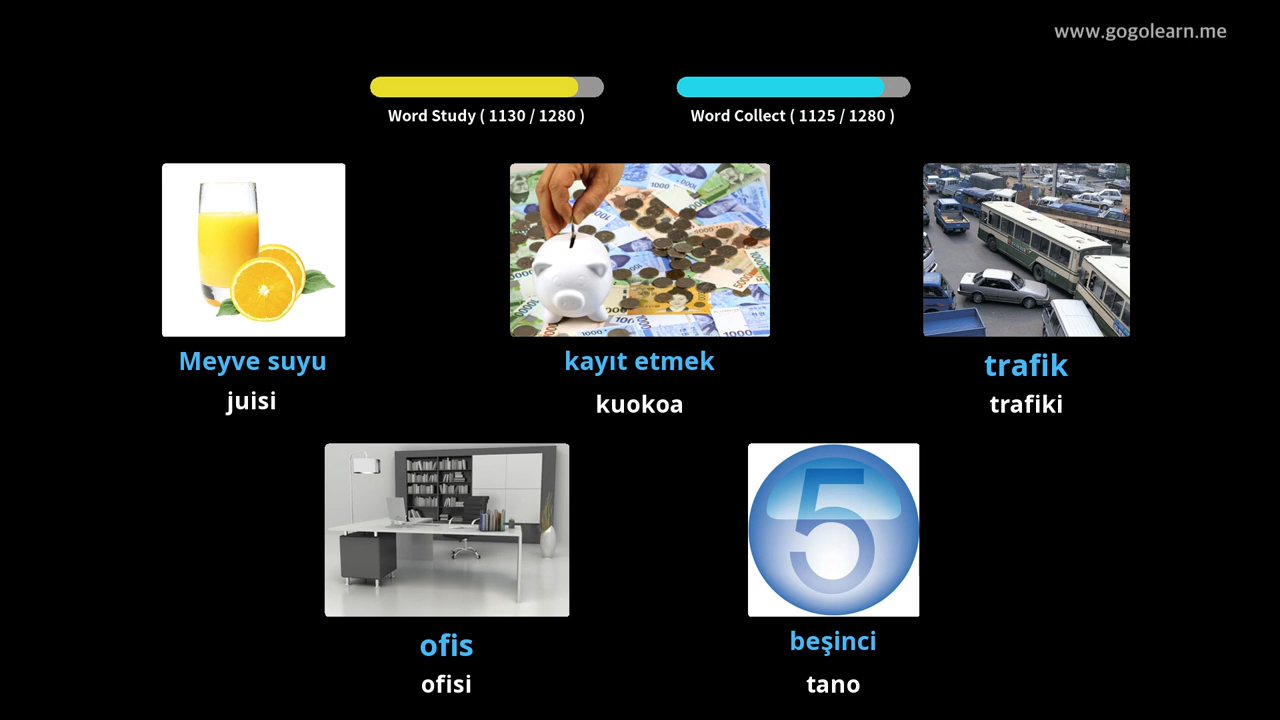 www.gogolearn.me
Word Study ( 1130 / 1280 )
Word Collect ( 1125 / 1280 )
Meyve suyu
juisi
kayıt etmek
kuokoa
trafik
trafiki
ofis
ofisi
5
beşinci
tano